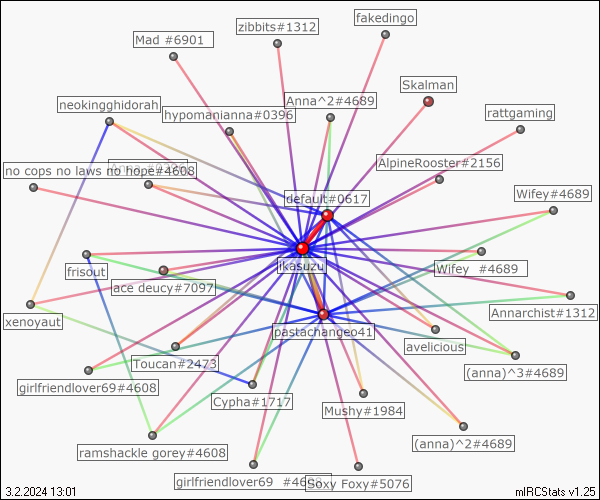 fakedingo
zibbits#1312
Mad #6901
Skalman
Anna^2#4689
neokingghidorah
hypomanianna#0396
rattgaming
AlpineRooster#2156
no cops no laws no hope#4608
default#0617
Wifey#4689
ikasuzu
Wifey #4689
frisout
ace deucy#7097
Annarchist#1312
xenoyaut
pastachangeo41
avelicious
Toucan#2473
(anna)^3#4689
girlfriendlover69#4608
Cypha#1717
Mushy#1984
(anna)^2#4689
ramshackle gorey#4608
girlfriendlover69
Soxy Foxy#5076
3.2.2024 13:01
mIRCStats v1.25